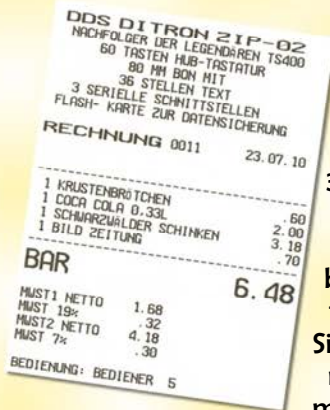 DDS DITRON ZIP-02
NACHFOLGER DER LEGENDÄREN TS400
60 TASTEN HUB-TASTATUR
80 MM BON MIT
36 STELLEN TEXT
3 SERIELLE SCHNITTSTELLEN
FLASH- KARTE ZUR DATENSICHERUNG
RECHNUNG 0011 23.07.10
1 KRUSTENBRÖTCHEN .60
1 COCA COLA 0,33L 2.00
1 SCHWARZWÄLDER SCHINKEN 3.18
1 BILD ZEITUNG .70
BAR 6.48
MWST1 NETTO 1.68
MWST 19% .32
MWST2 NETTO 4.18
MWST 7% .30
BEDIENUNG: BEDIENER 5
3
b
Si
m